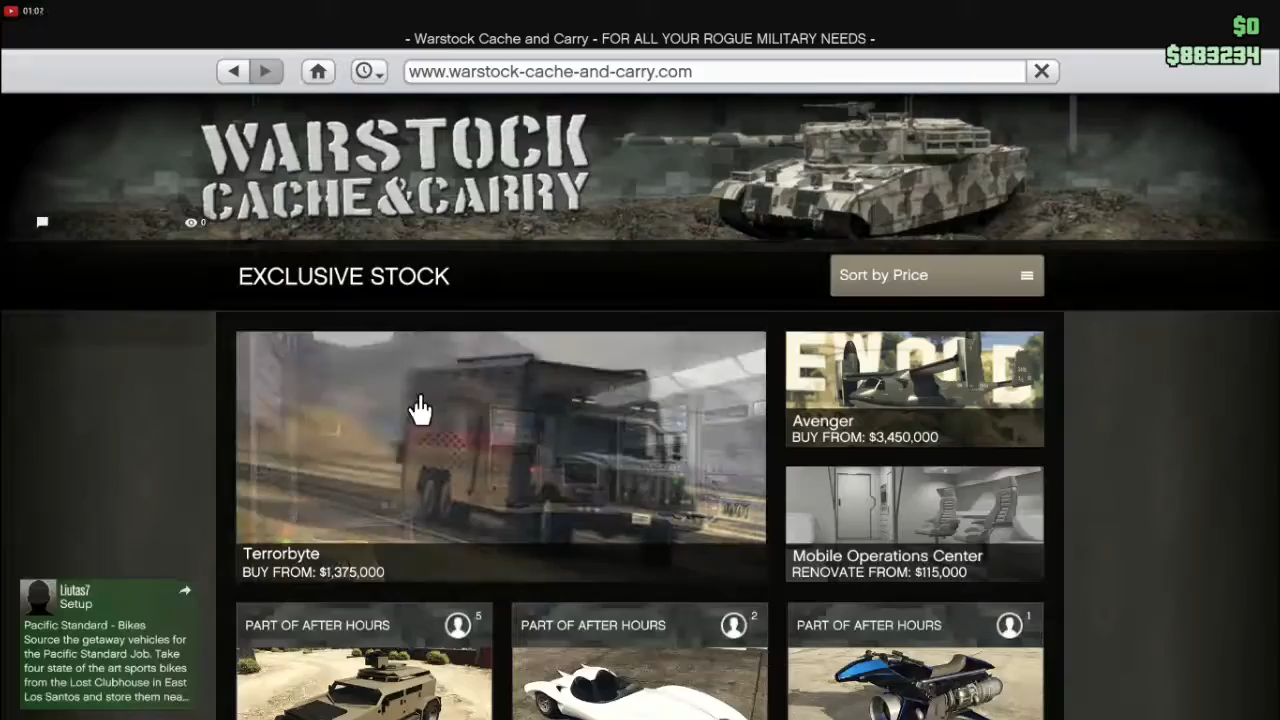 01:02
- Warstock Cache and Carry - FOR ALL YOUR ROGUE MILITARY NEEDS -
$0
$883234
www.warstock-cache-and-carry.com
WARSTOCK
CACHE&CARRY
0
EXCLUSIVE STOCK
Sort by Price
Terrorbyte
BUY FROM: $1,375,000
Avenger
BUY FROM: $3,450,000
Mobile Operations Center
RENOVATE FROM: $115,000
Liutas7
Setup
Pacific Standard - Bikes
Source the getaway vehicles for
the Pacific Standard Job. Take
four state of the art sports bikes
from the Lost Clubhouse in East
Los Santos and store them nea...
PART OF AFTER HOURS 5
PART OF AFTER HOURS 2
PART OF AFTER HOURS 1